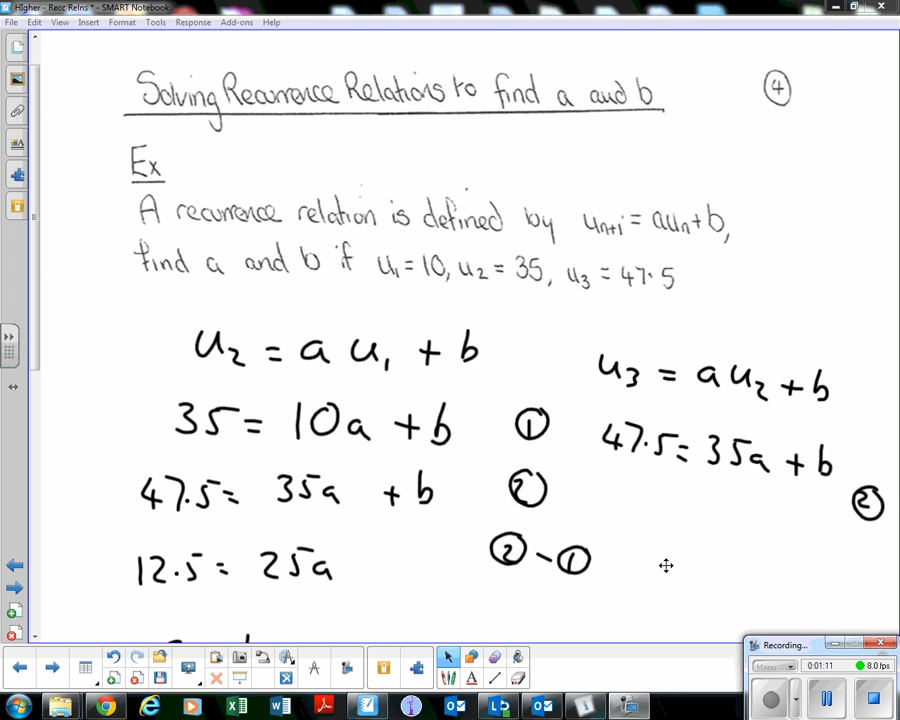 Higher - Recc Relns * - SMART Notebook
File Edit View Insert Format Tools Response Add-ons Help
Solving Recurrence Relations to find a and b
4
Ex
A recurrence relation is defined by uₙ₊₁ = auₙ + b,
find a and b if u₁ = 10, u₂ = 35, u₃ = 47.5
u₂ = a u₁ + b
u₃ = a u₂ + b
35 = 10a + b ①
47.5 = 35a + b
②
47.5 = 35a + b ②
12.5 = 25a ② - ①
Recording...
Menu
0:01:11
8.0 fps